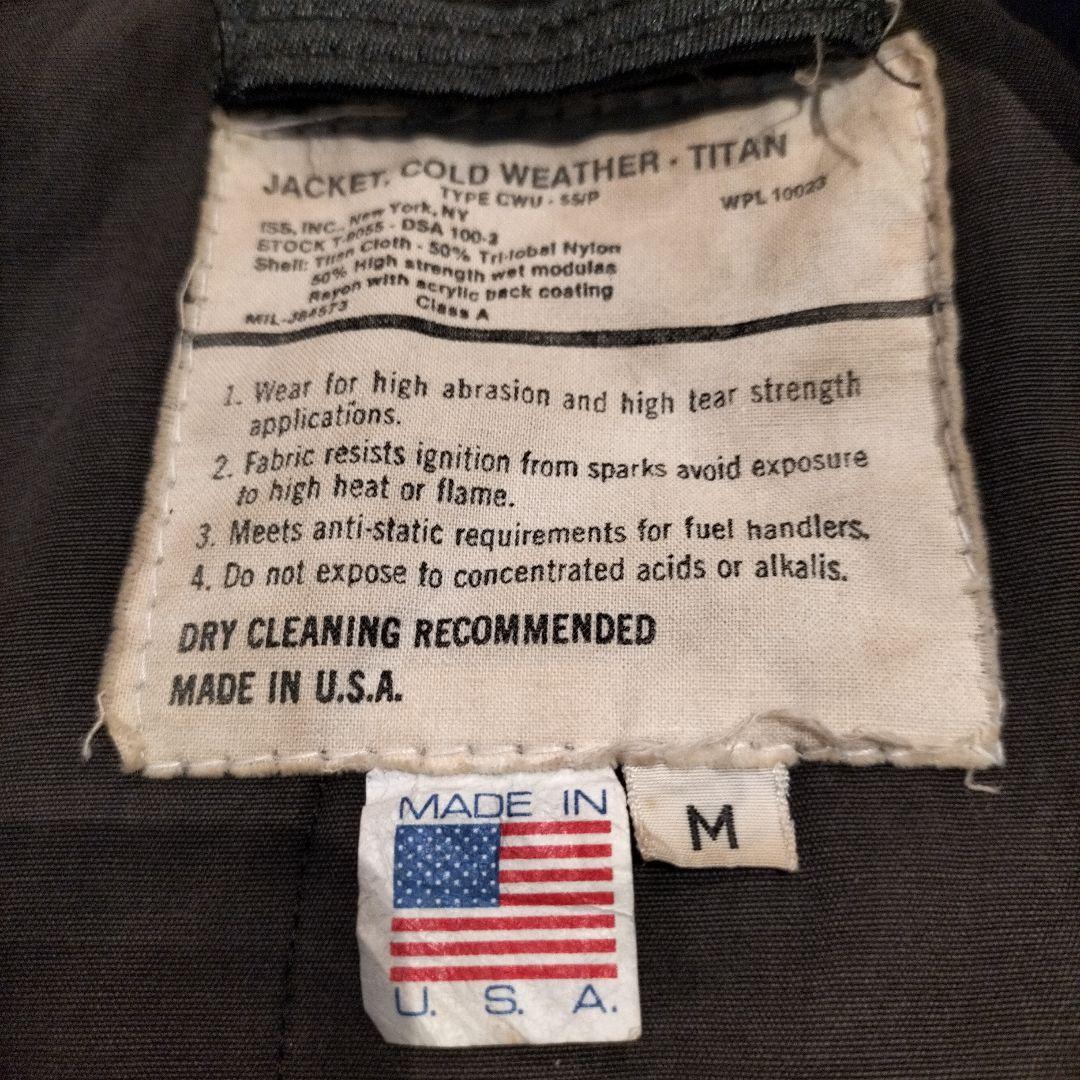 JACKET, COLD WEATHER · TITAN
TYPE CWU - 55/P
WPL 10023
ISS, INC., New York, NY
STOCK T-8055 - DSA 100-3
Shell: Titan Cloth - 50% Tri-lobal Nylon
50% High strength wet modulas
Rayon with acrylic back coating
MIL-384573 Class A
1. Wear for high abrasion and high tear strength
applications.
2. Fabric resists ignition from sparks avoid exposure
to high heat or flame.
3. Meets anti-static requirements for fuel handlers.
4. Do not expose to concentrated acids or alkalis.
DRY CLEANING RECOMMENDED
MADE IN U.S.A.
MADE IN
U. S. A.
M